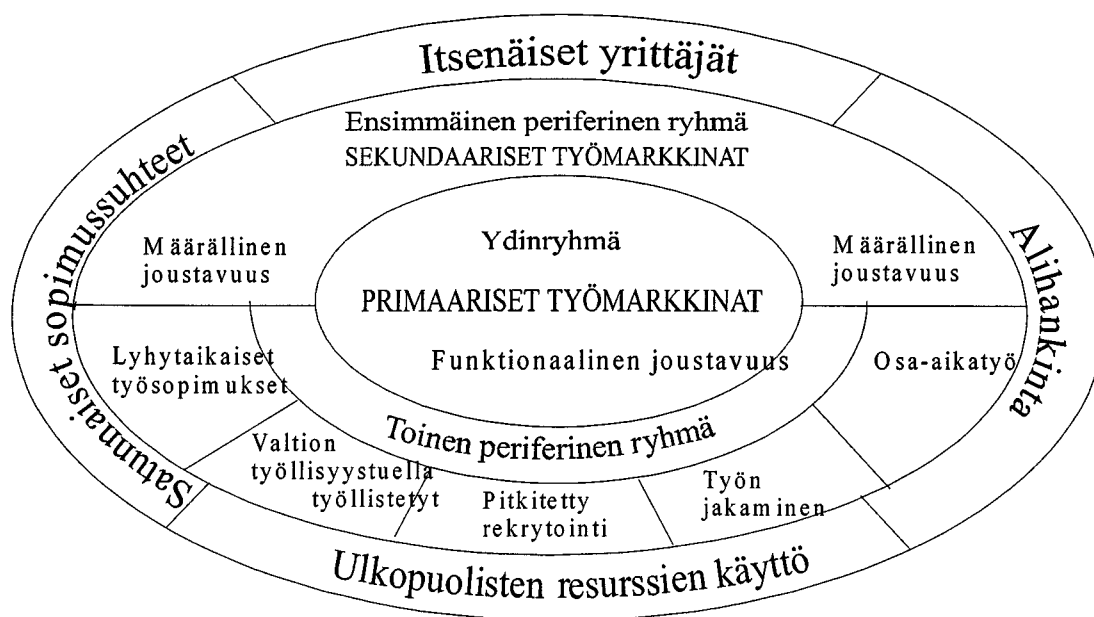 Itsenäiset yrittäjät
Ensimmäinen periferinen ryhmä
SEKUNDAARISET TYÖMARKKINAT
Satunnaiset sopimussuhteet
Alihankinta
Ydinryhmä
Määrällinen
joustavuus
Määrällinen
joustavuus
PRIMAARISET TYÖMARKKINAT
Funktionaalinen joustavuus
Lyhytaikaiset
työsopimukset
Osa-aikatyö
Toinen periferinen ryhmä
Valtion
työllisyystuella
työllistetyt
Pitkitetty
rekrytointi
Työn
jakaminen
Ulkopuolisten resurssien käyttö